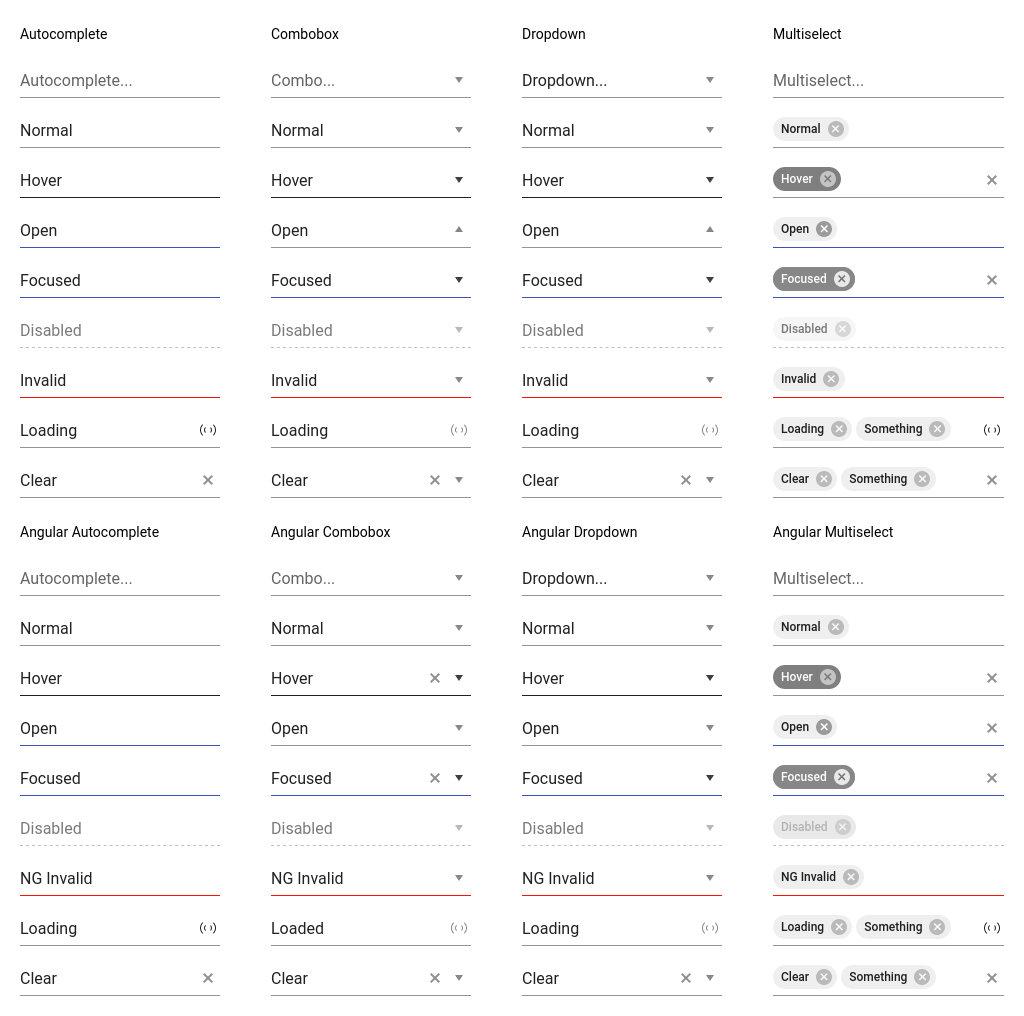 Autocomplete Combobox Dropdown Multiselect
Autocomplete... Combo... Dropdown... Multiselect...
Normal Normal Normal Normal
Hover Hover Hover Hover
Open Open Open Open
Focused Focused Focused Focused
Disabled Disabled Disabled Disabled
Invalid Invalid Invalid Invalid
Loading Loading Loading Loading Something
Clear Clear Clear Clear Something
Angular Autocomplete Angular Combobox Angular Dropdown Angular Multiselect
Autocomplete... Combo... Dropdown... Multiselect...
Normal Normal Normal Normal
Hover Hover Hover Hover
Open Open Open Open
Focused Focused Focused Focused
Disabled Disabled Disabled Disabled
NG Invalid NG Invalid NG Invalid NG Invalid
Loading Loaded Loading Loading Something
Clear Clear Clear Clear Something